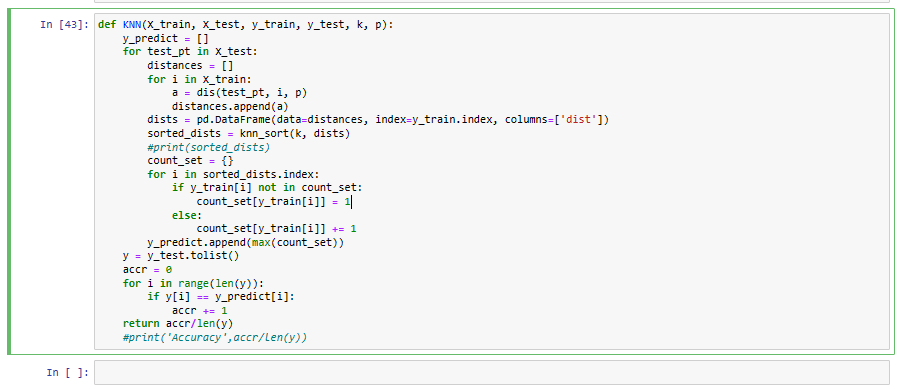 In [43]: def KNN(X_train, X_test, y_train, y_test, k, p):
    y_predict = []
    for test_pt in X_test:
        distances = []
        for i in X_train:
            a = dis(test_pt, i, p)
            distances.append(a)
        dists = pd.DataFrame(data=distances, index=y_train.index, columns=['dist'])
        sorted_dists = knn_sort(k, dists)
        #print(sorted_dists)
        count_set = {}
        for i in sorted_dists.index:
            if y_train[i] not in count_set:
                count_set[y_train[i]] = 1
            else:
                count_set[y_train[i]] += 1
        y_predict.append(max(count_set))
    y = y_test.tolist()
    accr = 0
    for i in range(len(y)):
        if y[i] == y_predict[i]:
            accr += 1
    return accr/len(y)
    #print('Accuracy',accr/len(y))
In [ ]: